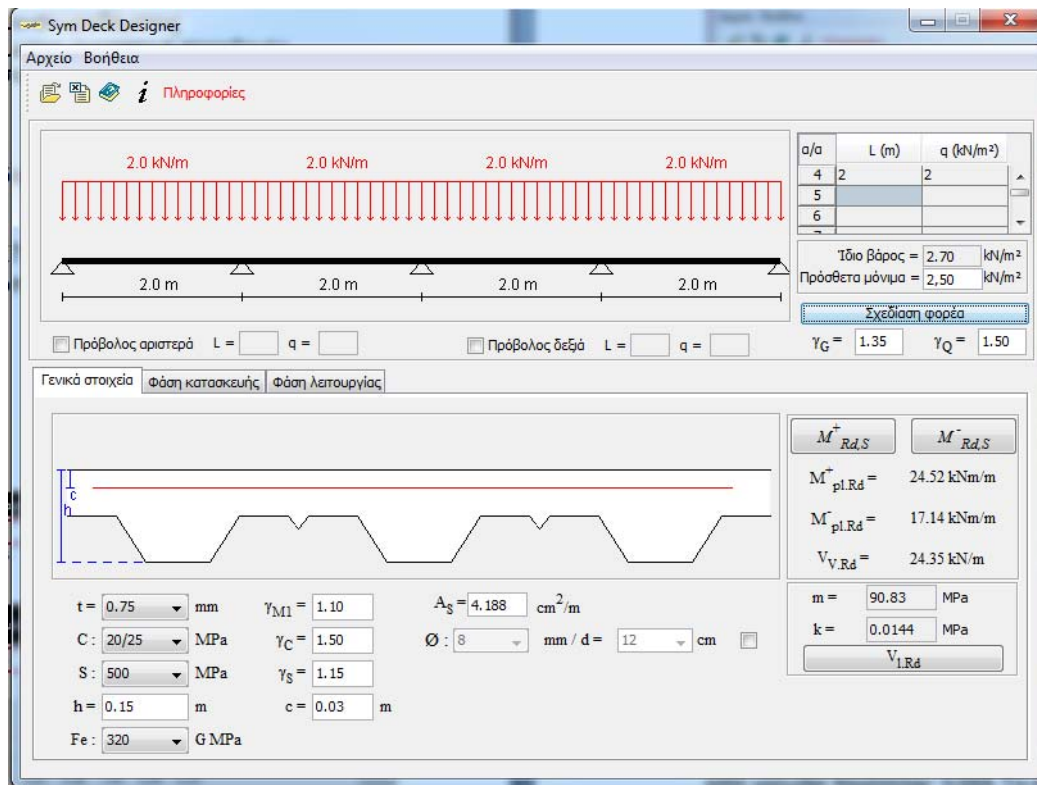 Sym Deck Designer
Αρχείο Βοήθεια
i Πληροφορίες
2.0 kN/m 2.0 kN/m 2.0 kN/m 2.0 kN/m
2.0 m 2.0 m 2.0 m 2.0 m
α/α L (m) q (kN/m²)
4 2 2
5
6
Ίδιο βάρος = 2.70 kN/m²
Πρόσθετα μόνιμα = 2,50 kN/m²
Σχεδίαση φορέα
Πρόβολος αριστερά L = q = Πρόβολος δεξιά L = q =
γG = 1.35 γQ = 1.50
Γενικά στοιχεία Φάση κατασκευής Φάση λειτουργίας
c
h
M⁺Rd,S M⁻Rd,S
M⁺pl.Rd = 24.52 kNm/m
M⁻pl.Rd = 17.14 kNm/m
VV.Rd = 24.35 kN/m
t = 0.75 mm γM1 = 1.10 AS = 4.188 cm²/m
C : 20/25 MPa γC = 1.50 Ø : 8 mm / d = 12 cm
S : 500 MPa γS = 1.15
h = 0.15 m c = 0.03 m
Fe : 320 G MPa
m = 90.83 MPa
k = 0.0144 MPa
V1.Rd